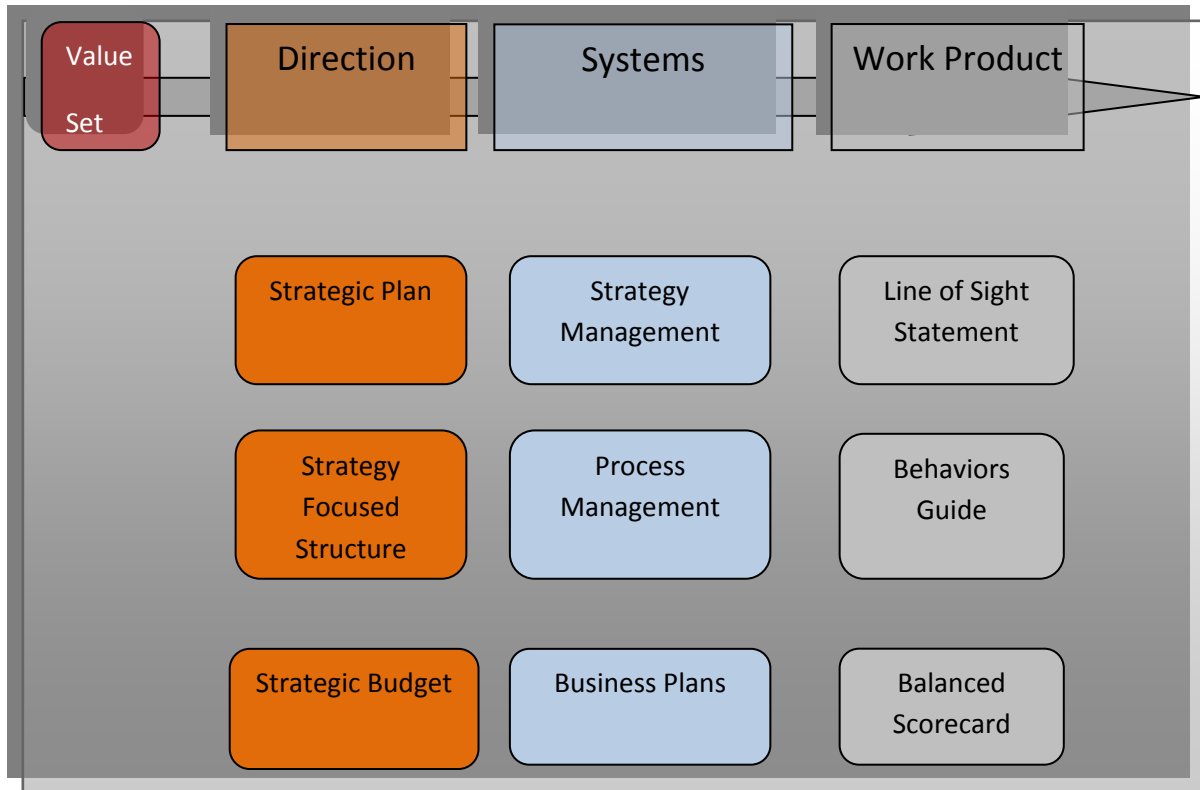 Value
Set
Direction
Systems
Work Product
Strategic Plan
Strategy
Management
Line of Sight
Statement
Strategy
Focused
Structure
Process
Management
Behaviors
Guide
Strategic Budget
Business Plans
Balanced
Scorecard